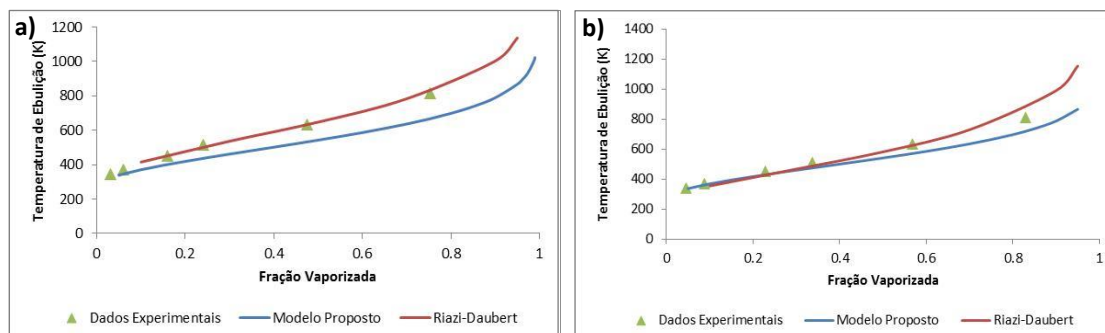 a)
Temperatura de Ebulição (K)
1200
1000
800
600
400
200
0
0 0.2 0.4 0.6 0.8 1
Fração Vaporizada
Dados Experimentais Modelo Proposto Riazi-Daubert
b)
Temperatura de Ebulição (K)
1400
1200
1000
800
600
400
200
0
0 0.2 0.4 0.6 0.8 1
Fração Vaporizada
Dados Experimentais Modelo Proposto Riazi-Daubert